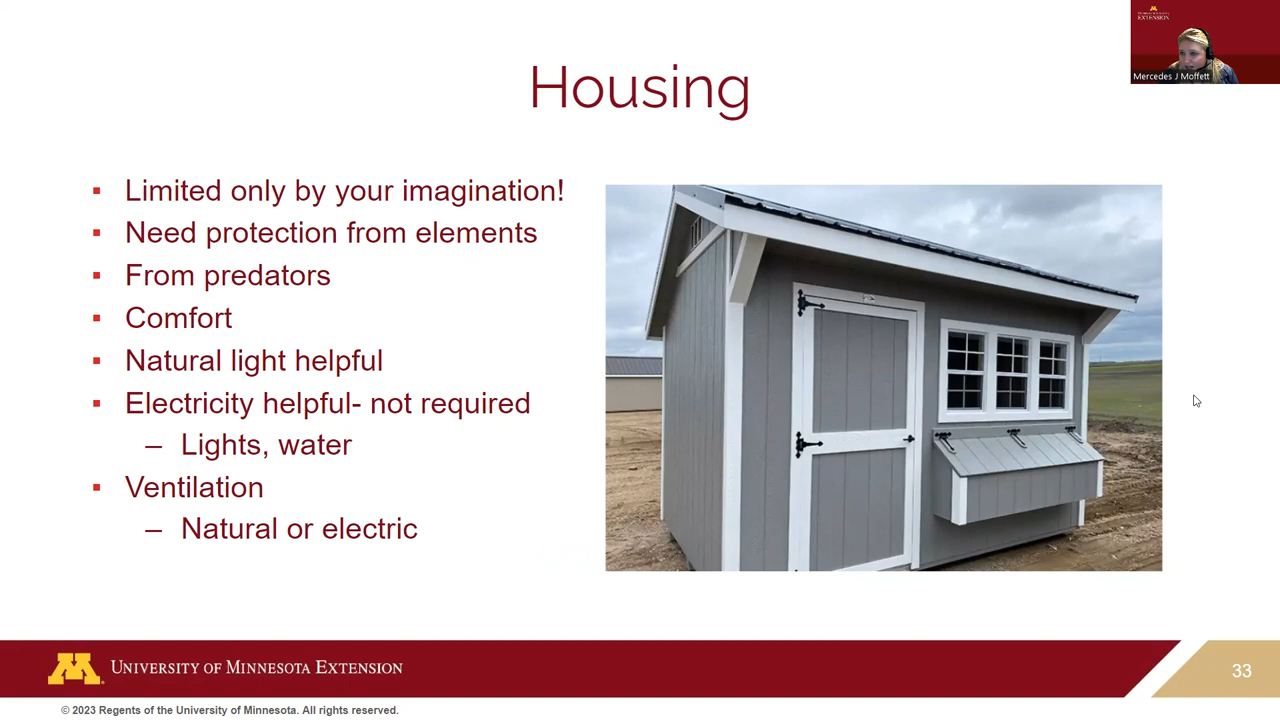 EXTENSION
Mercedes J Moffett
Housing
▪ Limited only by your imagination!
▪ Need protection from elements
▪ From predators
▪ Comfort
▪ Natural light helpful
▪ Electricity helpful- not required
– Lights, water
▪ Ventilation
– Natural or electric
M UNIVERSITY OF MINNESOTA EXTENSION
33
© 2023 Regents of the University of Minnesota. All rights reserved.